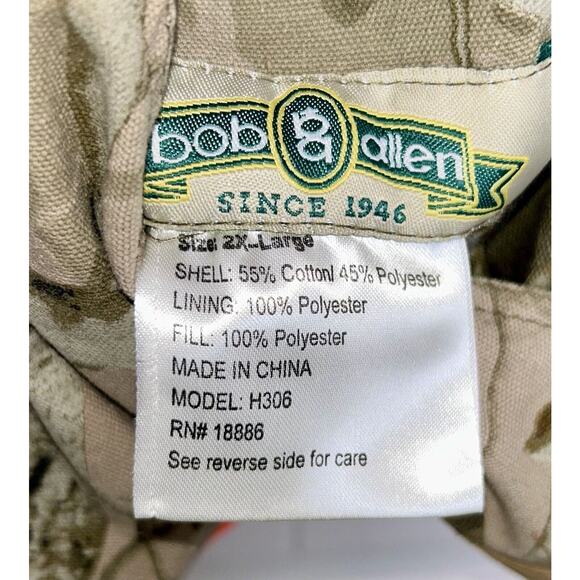 bob ba allen
SINCE 1946
Size: 2X-Large
SHELL: 55% Cotton/ 45% Polyester
LINING: 100% Polyester
FILL: 100% Polyester
MADE IN CHINA
MODEL: H306
RN# 18886
See reverse side for care